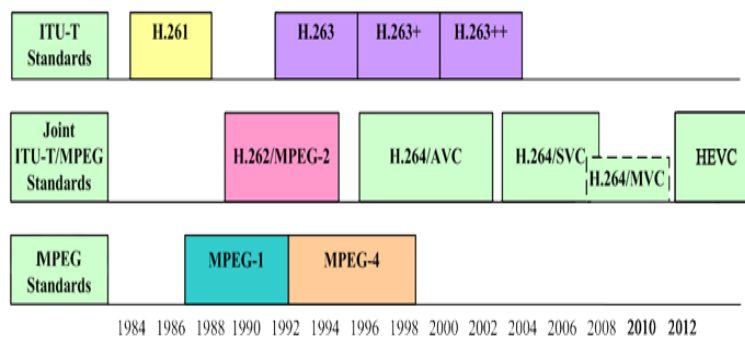 ITU-T
Standards
H.261
H.263
H.263+
H.263++
Joint
ITU-T/MPEG
Standards
H.262/MPEG-2
H.264/AVC
H.264/SVC
H.264/MVC
HEVC
MPEG
Standards
MPEG-1
MPEG-4
1984 1986 1988 1990 1992 1994 1996 1998 2000 2002 2004 2006 2008 2010 2012